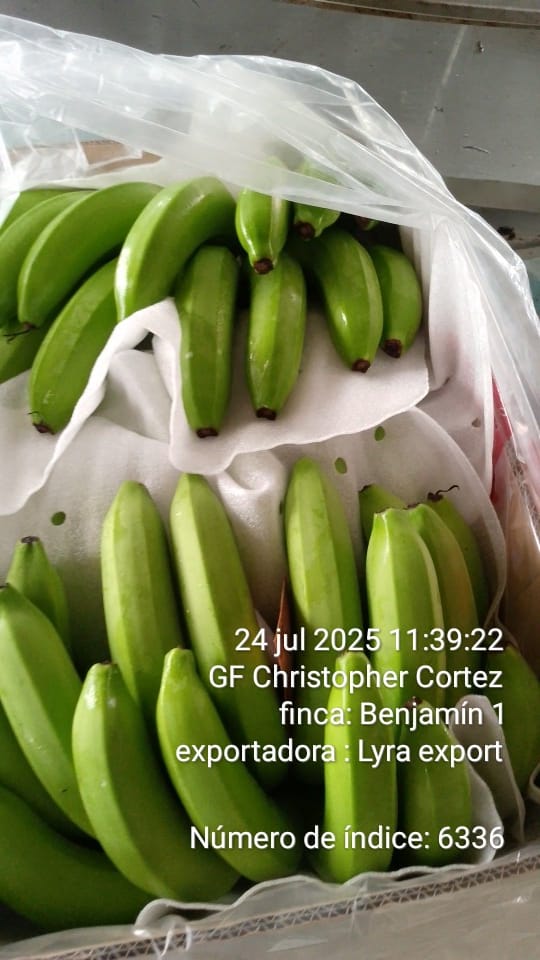 24 jul 2025 11:39:22
GF Christopher Cortez
finca: Benjamín 1
exportadora : Lyra export
Número de índice: 6336